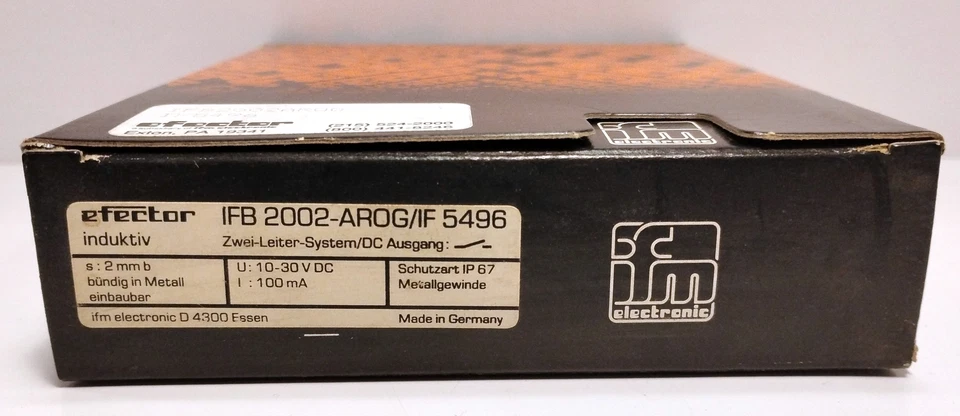 efector
(215) 524-2000
Exton, PA 19341
(800) 441-8246
ifm
electronic
efector IFB 2002-AROG/IF 5496
induktiv Zwei-Leiter-System/DC Ausgang:
s: 2 mm b
bündig in Metall
einbaubar
U: 10-30 V DC
I : 100 mA
Schutzart IP 67
Metallgewinde
ifm electronic D 4300 Essen Made in Germany
ifm
electronic